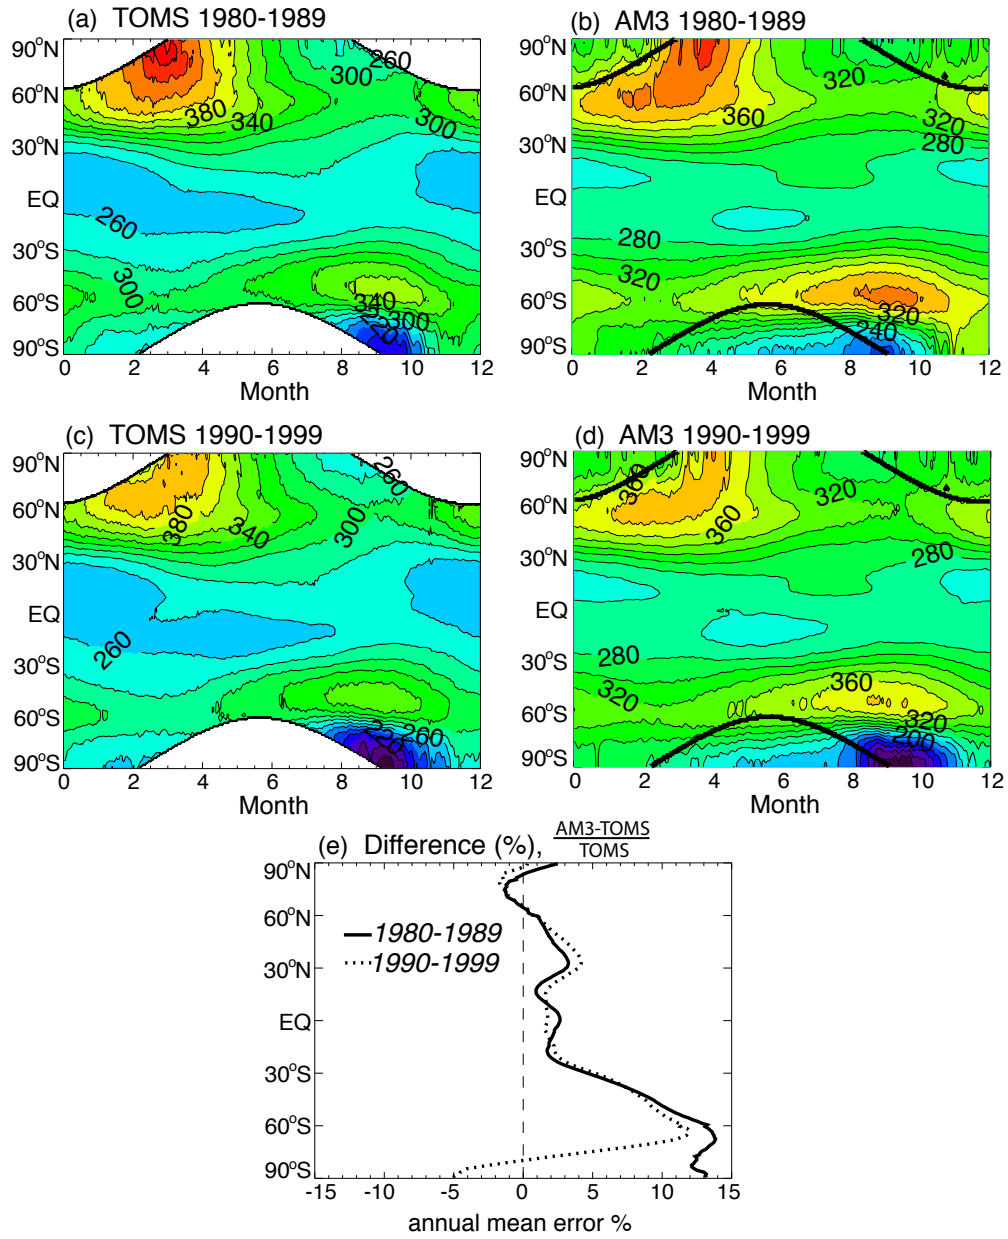 (a) TOMS 1980-1989
90°N
60°N
30°N
EQ
30°S
60°S
90°S
260
300
380
340
300
260
300
340
300
220
0 2 4 6 8 10 12
Month
(b) AM3 1980-1989
90°N
60°N
30°N
EQ
30°S
60°S
90°S
320
360
320
280
280
320
320
240
0 2 4 6 8 10 12
Month
(c) TOMS 1990-1999
90°N
60°N
30°N
EQ
30°S
60°S
90°S
260
380
340
300
260
220
260
0 2 4 6 8 10 12
Month
(d) AM3 1990-1999
90°N
60°N
30°N
EQ
30°S
60°S
90°S
360
320
360
280
280
320
360
320
200
0 2 4 6 8 10 12
Month
(e) Difference (%), AM3-TOMS
TOMS
90°N
60°N
30°N
EQ
30°S
60°S
90°S
1980-1989
1990-1999
-15 -10 -5 0 5 10 15
annual mean error %